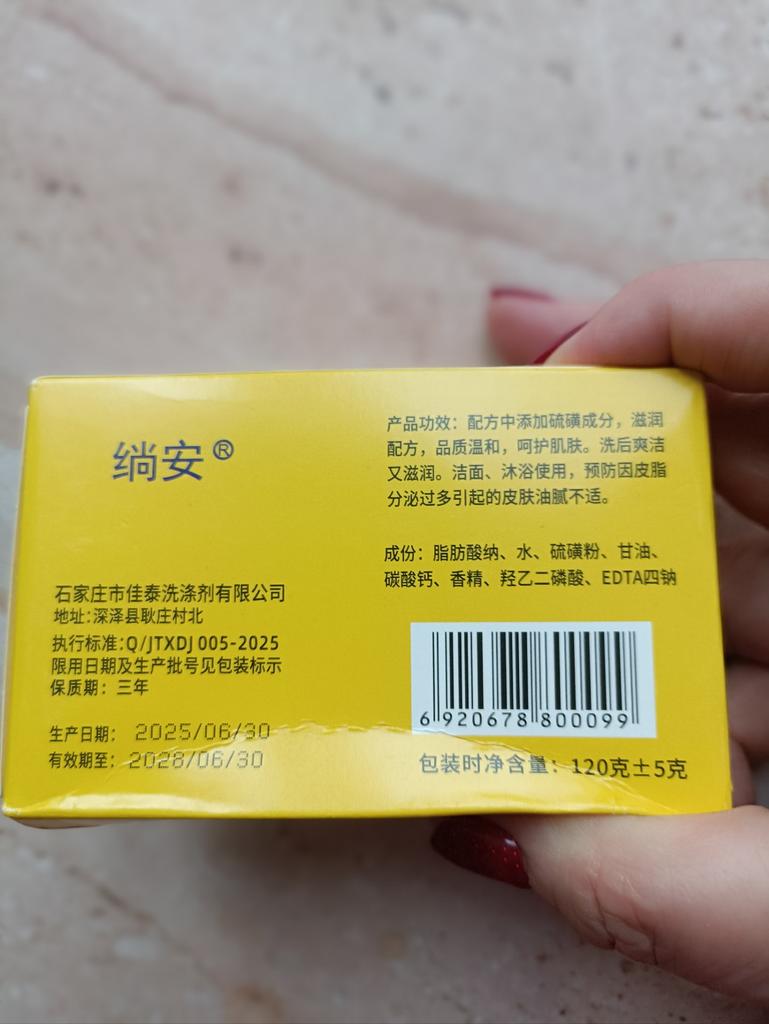 绱安®
石家庄市佳泰洗涤剂有限公司
地址:深泽县耿庄村北
执行标准:Q/JTXDJ 005-2025
限用日期及生产批号见包装标示
保质期：三年
生产日期： 2025/06/30
有效期至： 2028/06/30
产品功效：配方中添加硫磺成分，滋润
配方，品质温和，呵护肌肤。洗后爽洁
又滋润。洁面、沐浴使用，预防因皮脂
分泌过多引起的皮肤油腻不适。
成份：脂肪酸纳、水、硫磺粉、甘油、
碳酸钙、香精、羟乙二磷酸、EDTA四钠
6 920678 800099
包装时净含量：120克±5克